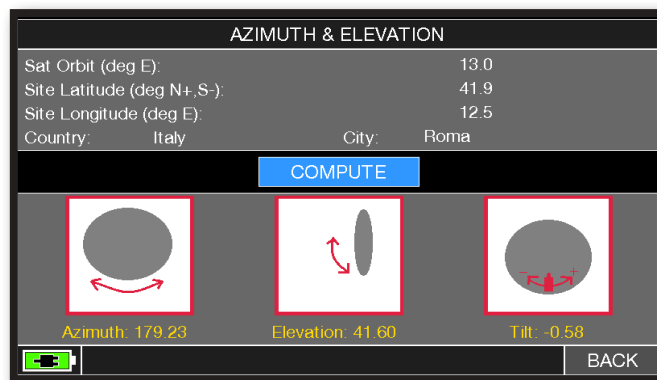 AZIMUTH & ELEVATION
Sat Orbit (deg E): 13.0
Site Latitude (deg N+,S-): 41.9
Site Longitude (deg E): 12.5
Country: Italy City: Roma
COMPUTE
- +
Azimuth: 179.23 Elevation: 41.60 Tilt: -0.58
BACK